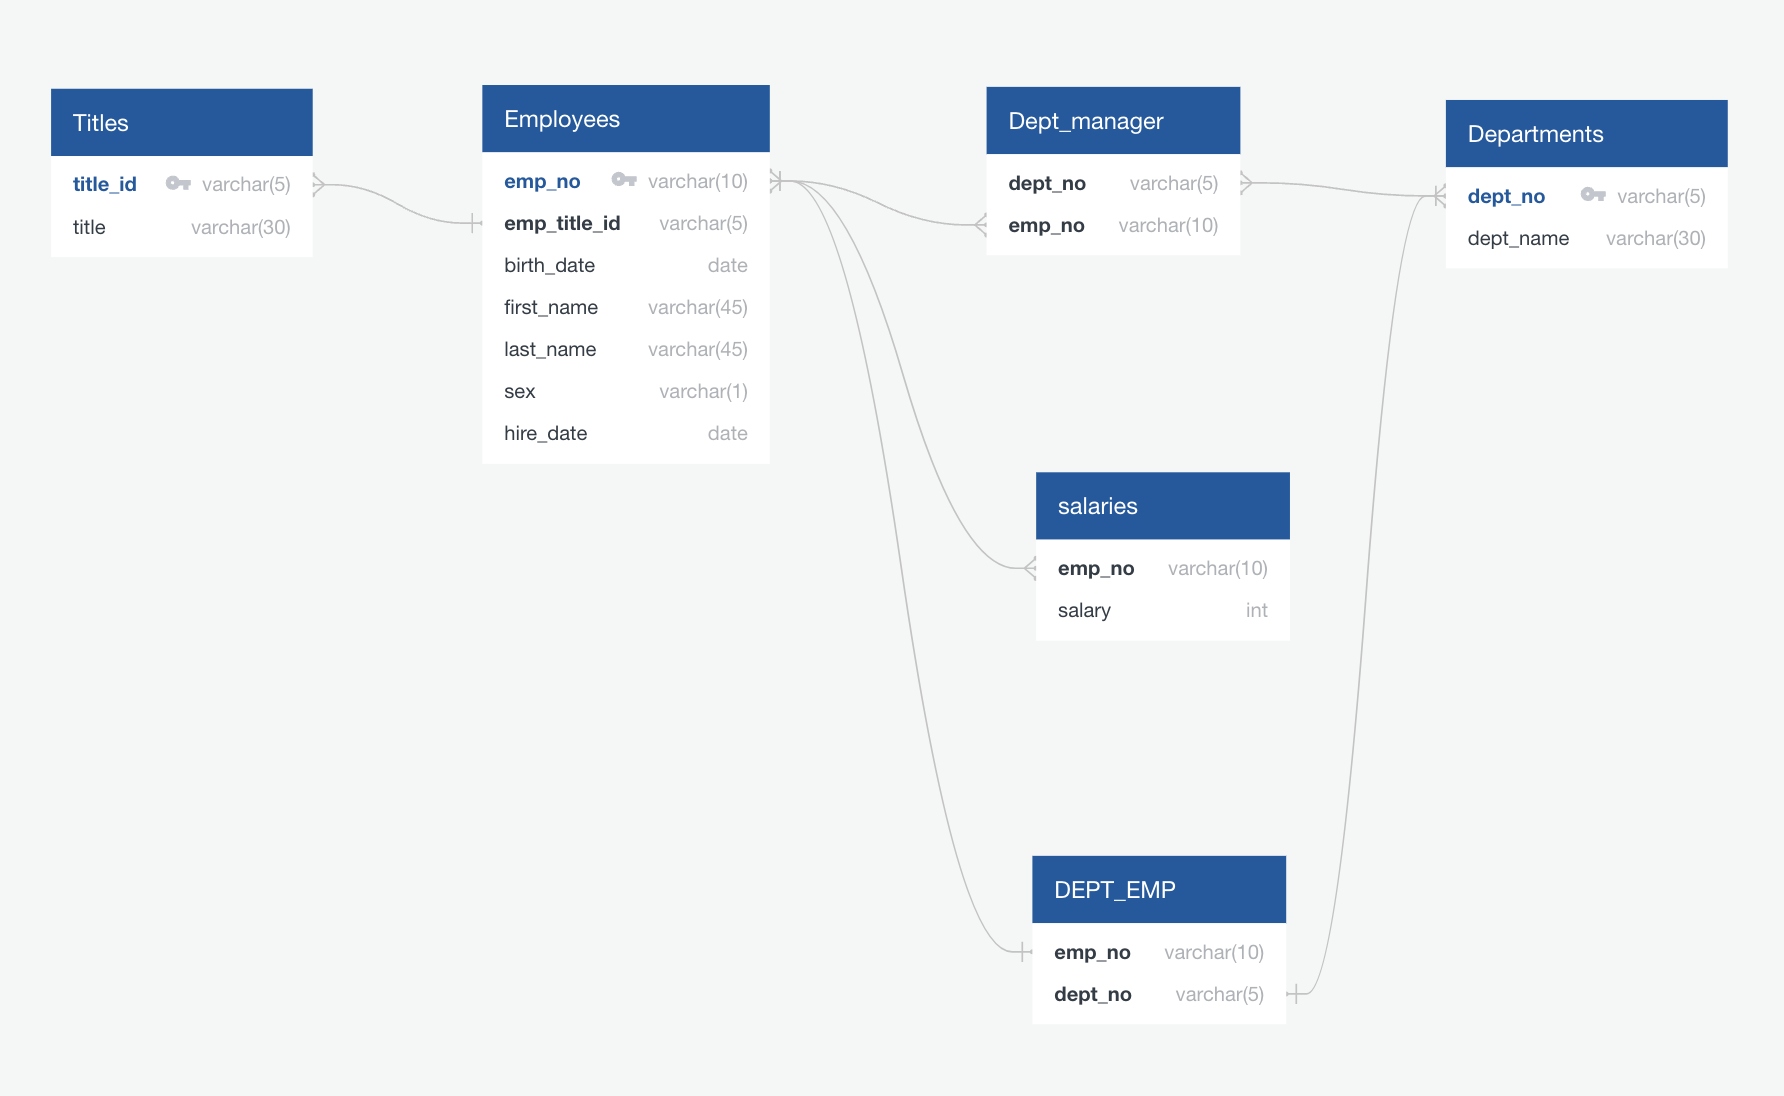 Titles
title_id varchar(5)
title varchar(30)
Employees
emp_no varchar(10)
emp_title_id varchar(5)
birth_date date
first_name varchar(45)
last_name varchar(45)
sex varchar(1)
hire_date date
Dept_manager
dept_no varchar(5)
emp_no varchar(10)
Departments
dept_no varchar(5)
dept_name varchar(30)
salaries
emp_no varchar(10)
salary int
DEPT_EMP
emp_no varchar(10)
dept_no varchar(5)